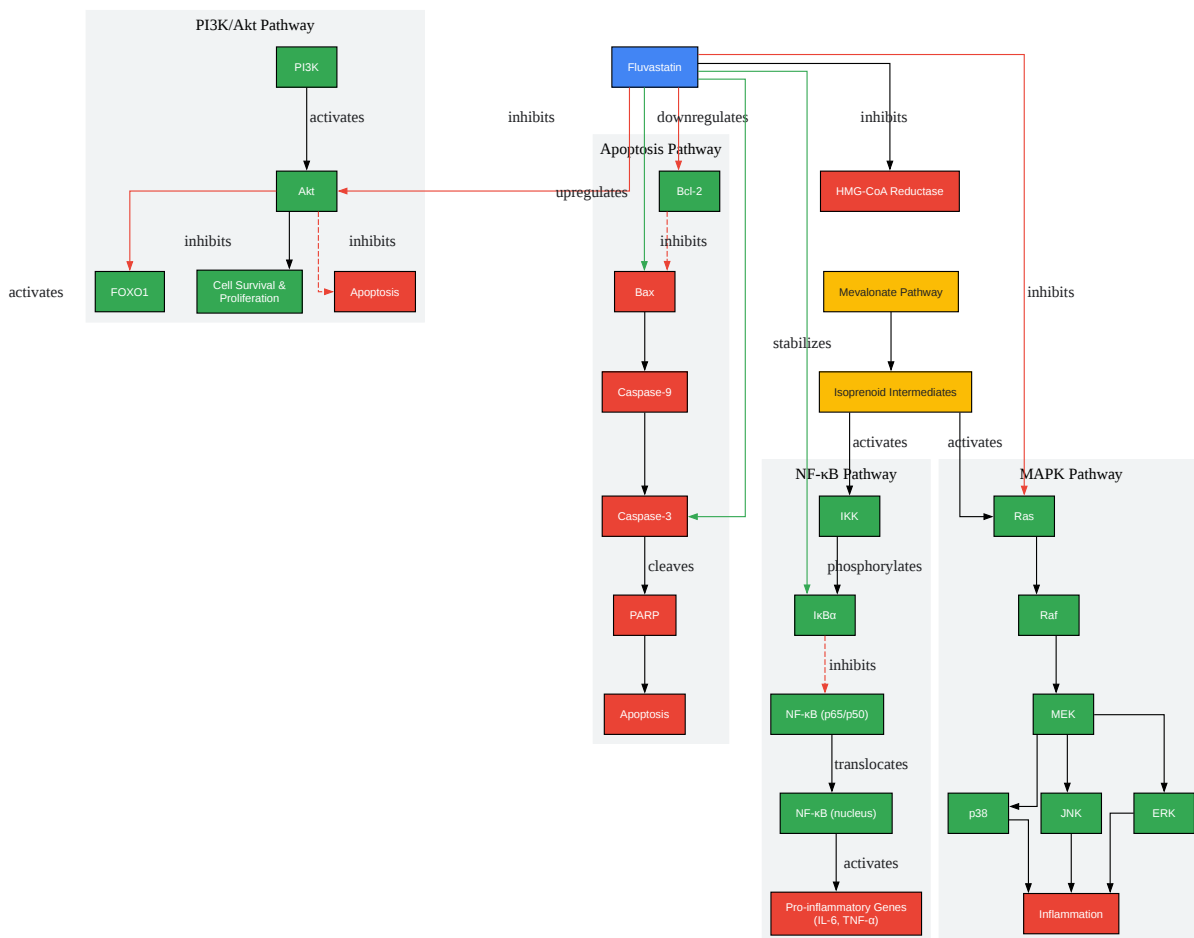 PI3K/Akt Pathway
PI3K
Fluvastatin
activates
inhibits
downregulates
inhibits
Apoptosis Pathway
Akt
upregulates
Bcl-2
HMG-CoA Reductase
inhibits
inhibits
inhibits
activates
FOXO1
Cell Survival &
Proliferation
Apoptosis
Bax
Mevalonate Pathway
inhibits
stabilizes
Caspase-9
Isoprenoid Intermediates
activates
activates
NF-κB Pathway
MAPK Pathway
Caspase-3
IKK
Ras
cleaves
phosphorylates
PARP
IκBα
Raf
inhibits
Apoptosis
NF-κB (p65/p50)
MEK
translocates
NF-κB (nucleus)
p38
JNK
ERK
activates
Pro-inflammatory Genes
(IL-6, TNF-α)
Inflammation